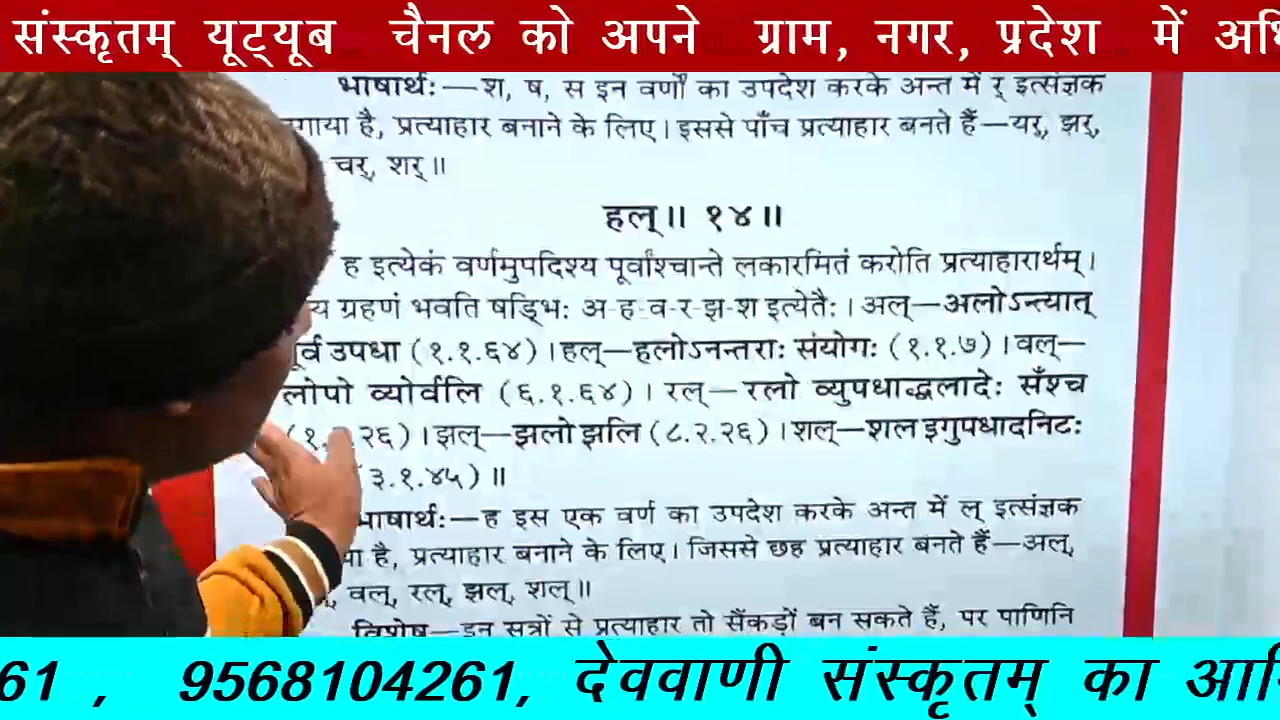 संस्कृतम् यूट्यूब चैनल को अपने ग्राम, नगर, प्रदेश में
भाषार्थः—श, ष, स इन वर्णों का उपदेश करके अन्त में र् इत्संज्ञक
है, प्रत्याहार बनाने के लिए। इससे पाँच प्रत्याहार बनते हैं—यर्, झर्,
चर्, शर्॥
हल्॥ १४॥
ह इत्येकं वर्णमुपदिश्य पूर्वांश्चान्ते लकारमितं करोति प्रत्याहारार्थम्।
ग्रहणं भवति षड्भिः अ-ह-व-र-झ-श इत्येतैः। अल्—अलोऽन्त्यात्
उपधा (१.१.६४)। हल्—हलोऽनन्तराः संयोगः (१.१.७)। वल्—
लोपो व्योर्वलि (६.१.६४)। रल्—रलो व्युपधाद्धलादेः सँश्च
२६)। झल्—झलो झलि (८.२.२६)। शल्—शल इगुपधादनिटः
३.१.४५)॥
भाषार्थः—ह इस एक वर्ण का उपदेश करके अन्त में ल् इत्संज्ञक
है, प्रत्याहार बनाने के लिए। जिससे छह प्रत्याहार बनते हैं—अल्,
वल्, रल्, झल्, शल्॥
विशेष—इन सूत्रों से प्रत्याहार तो सैंकड़ों बन सकते हैं, पर पाणिनि
61 , 9568104261, देववाणी संस्कृतम् का